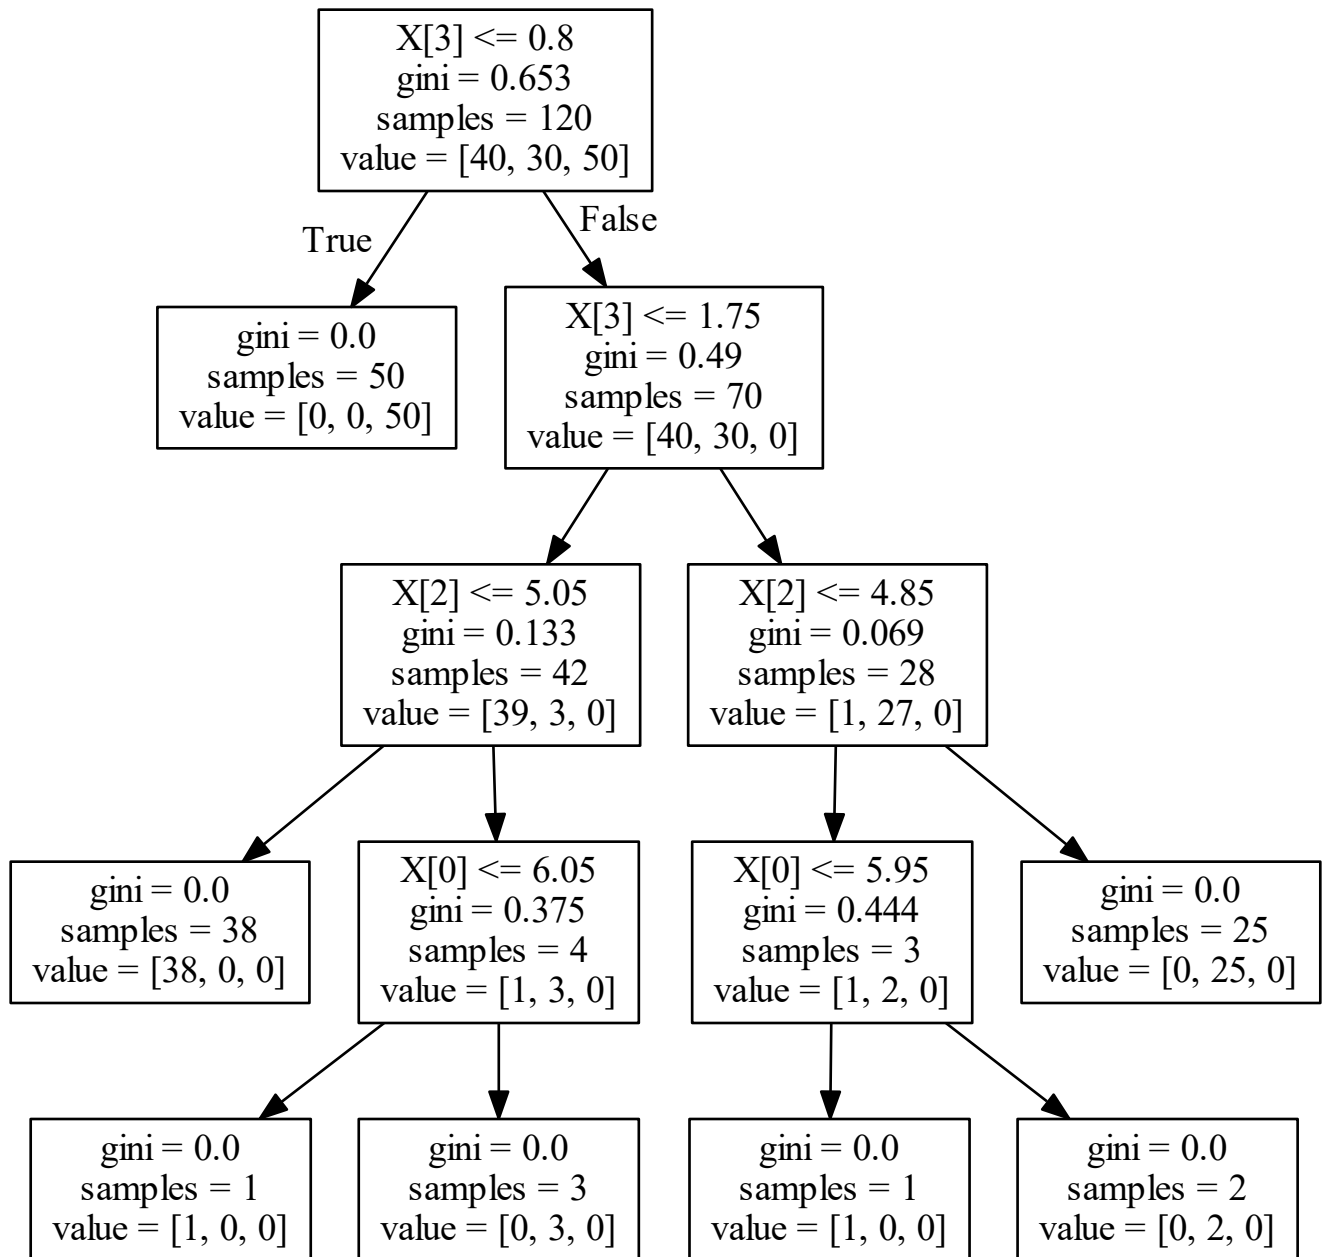 X[3] <= 0.8
gini = 0.653
samples = 120
value = [40, 30, 50]
True
False
gini = 0.0
samples = 50
value = [0, 0, 50]
X[3] <= 1.75
gini = 0.49
samples = 70
value = [40, 30, 0]
X[2] <= 5.05
gini = 0.133
samples = 42
value = [39, 3, 0]
X[2] <= 4.85
gini = 0.069
samples = 28
value = [1, 27, 0]
gini = 0.0
samples = 38
value = [38, 0, 0]
X[0] <= 6.05
gini = 0.375
samples = 4
value = [1, 3, 0]
X[0] <= 5.95
gini = 0.444
samples = 3
value = [1, 2, 0]
gini = 0.0
samples = 25
value = [0, 25, 0]
gini = 0.0
samples = 1
value = [1, 0, 0]
gini = 0.0
samples = 3
value = [0, 3, 0]
gini = 0.0
samples = 1
value = [1, 0, 0]
gini = 0.0
samples = 2
value = [0, 2, 0]